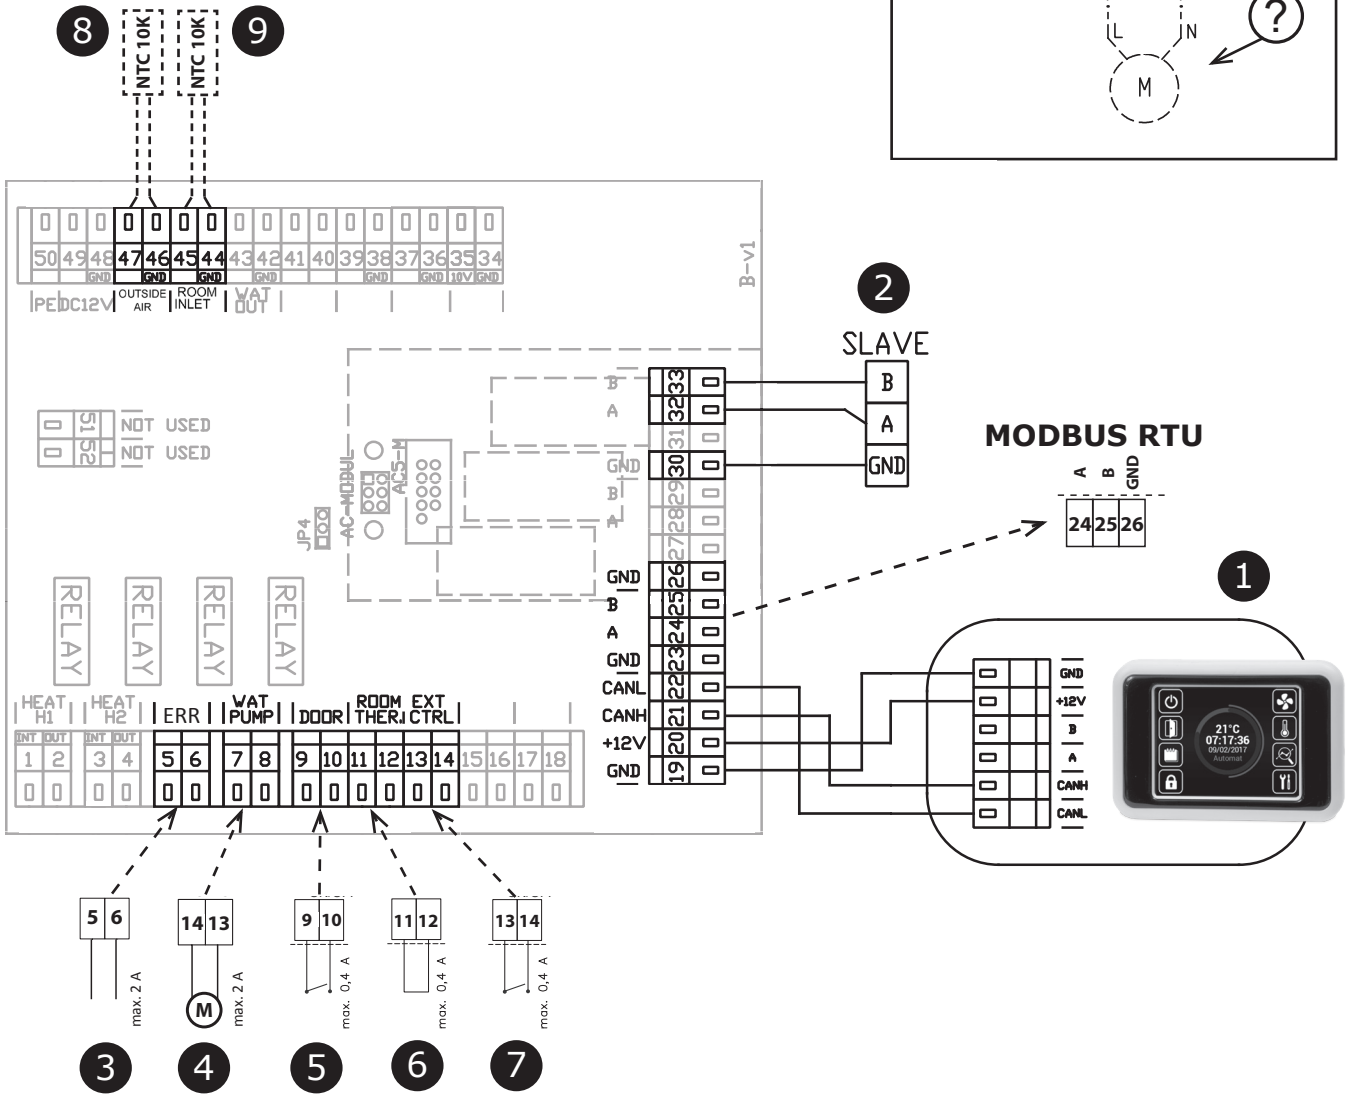 8 NTC 10K NTC 10K 9
L N ?
M
50 49 48 47 46 45 44 43 42 41 40 39 38 37 36 35 34
GND GND GND GND GND GND 10V GND
PE DC12V OUTSIDE AIR ROOM INLET WAT OUT
B-v1
2
SLAVE
B
A
GND
B 33
A 32
31
GND 30
B 29
A 28
27
GND 26
B 25
A 24
GND 23
CANL 22
CANH 21
+12V 20
GND 19
51 NOT USED
52 NOT USED
AC-MODUL
AC5-M
JP4
MODBUS RTU
A B GND
24 25 26
1
GND
+12V
B
A
CANH
CANL
21°C
07:17:36
09/02/2017
Automat
RELAY RELAY RELAY RELAY
HEAT H1 HEAT H2 ERR WAT PUMP DOOR ROOM THER. EXT CTRL
INT OUT INT OUT
1 2 3 4 5 6 7 8 9 10 11 12 13 14 15 16 17 18
5 6 14 13 9 10 11 12 13 14
max. 2 A max. 2 A max. 0,4 A max. 0,4 A max. 0,4 A
M
3 4 5 6 7